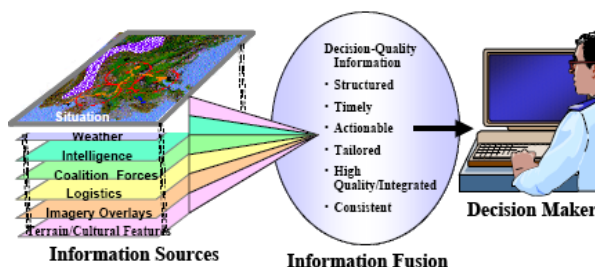 Situation
Weather
Intelligence
Coalition Forces
Logistics
Imagery Overlays
Terrain/Cultural Features
Information Sources
Decision-Quality
Information
· Structured
· Timely
· Actionable
· Tailored
· High
Quality/Integrated
· Consistent
Information Fusion
Decision Maker